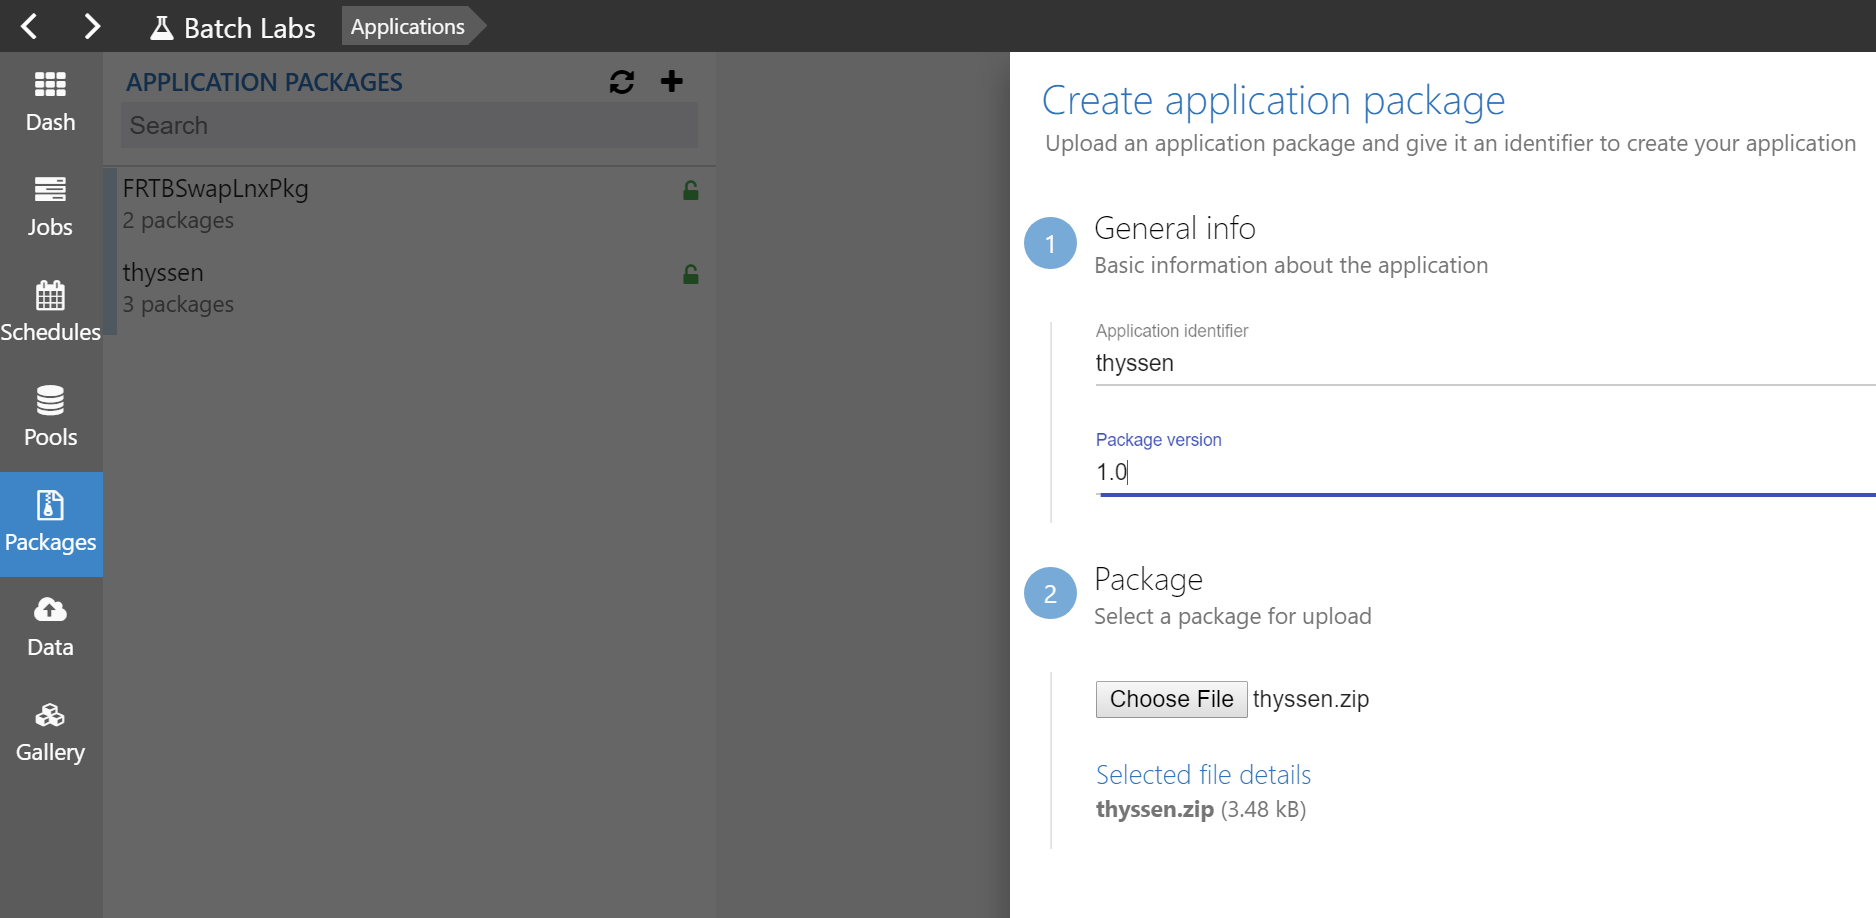 Batch Labs
Applications
Dash
Jobs
Schedules
Pools
Packages
Data
Gallery
APPLICATION PACKAGES
Search
FRTBSwapLnxPkg
2 packages
thyssen
3 packages
Create application package
Upload an application package and give it an identifier to create your application
1
General info
Basic information about the application
Application identifier
thyssen
Package version
1.0
2
Package
Select a package for upload
Choose File thyssen.zip
Selected file details
thyssen.zip (3.48 kB)